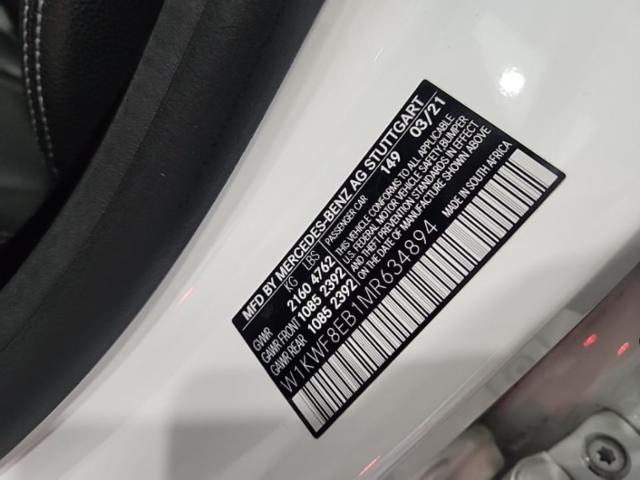 MFD BY MERCEDES-BENZ AG STUTTGART
KG LBS PASSENGER CAR 149 03/21
GVWR 2160 4762 THIS VEHICLE CONFORMS TO ALL APPLICABLE
GAWR FRONT 1085 2392 U.S FEDERAL MOTOR VEHICLE SAFETY, BUMPER
GAWR REAR 1085 2392 AND THEFT PREVENTION STANDARDS IN EFFECT
ON DATE OF MANUFACTURE SHOWN ABOVE.
W1KWF8EB1MR634894 MADE IN SOUTH AFRICA